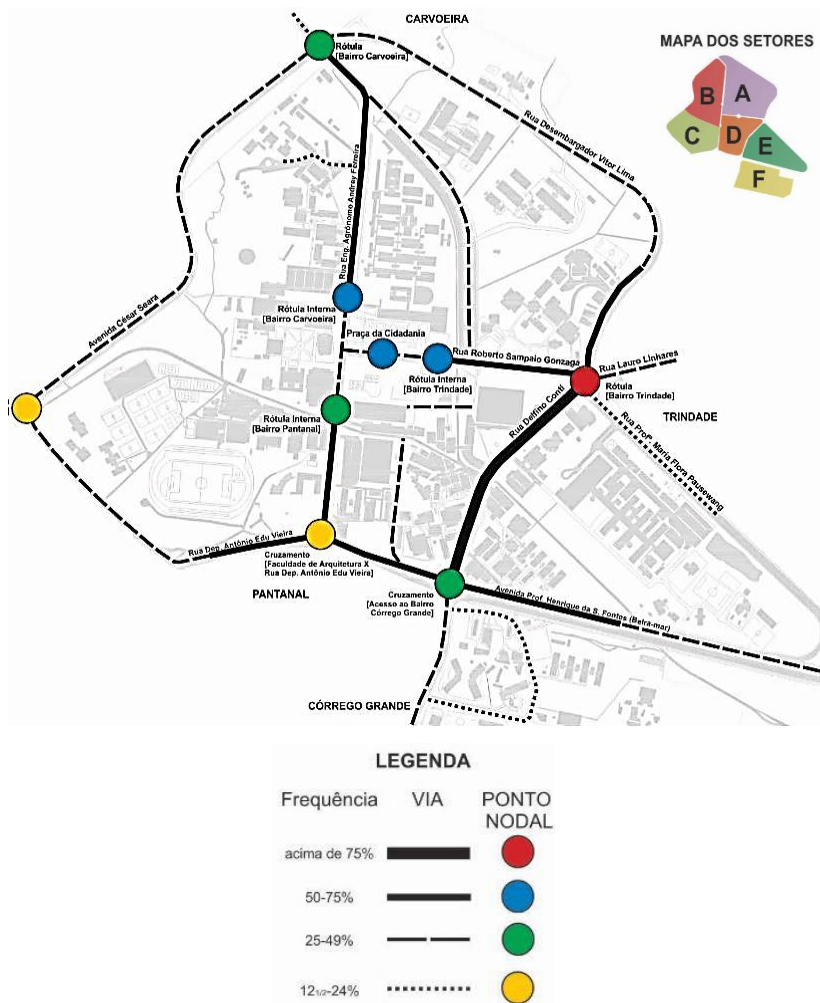 CARVOEIRA
Rótula
[Bairro Carvoeira]
MAPA DOS SETORES
B
A
C
D
E
F
Rua Desembargador Vitor Lima
Rua Eng. Agrônomo Andrey Ferreira
Avenida César Seara
Rótula Interna
[Bairro Carvoeira]
Praça da Cidadania
Rua Roberto Sampaio Gonzaga
Rótula Interna
[Bairro Trindade]
Rua Lauro Linhares
Rótula
[Bairro Trindade]
TRINDADE
Rua Delfino Conti
Rua Profª Maria Flora Pausewang
Rótula Interna
[Bairro Pantanal]
Rua Dep. Antônio Edu Vieira
Cruzamento
[Faculdade de Arquitetura X
Rua Dep. Antônio Edu Vieira]
PANTANAL
Cruzamento
[Acesso ao Bairro
Córrego Grande]
Avenida Prof. Henrique da S. Fontes (Beira-mar)
CÓRREGO GRANDE
LEGENDA
Frequência VIA PONTO
NODAL
acima de 75%
50-75%
25-49%
12 1/2-24%